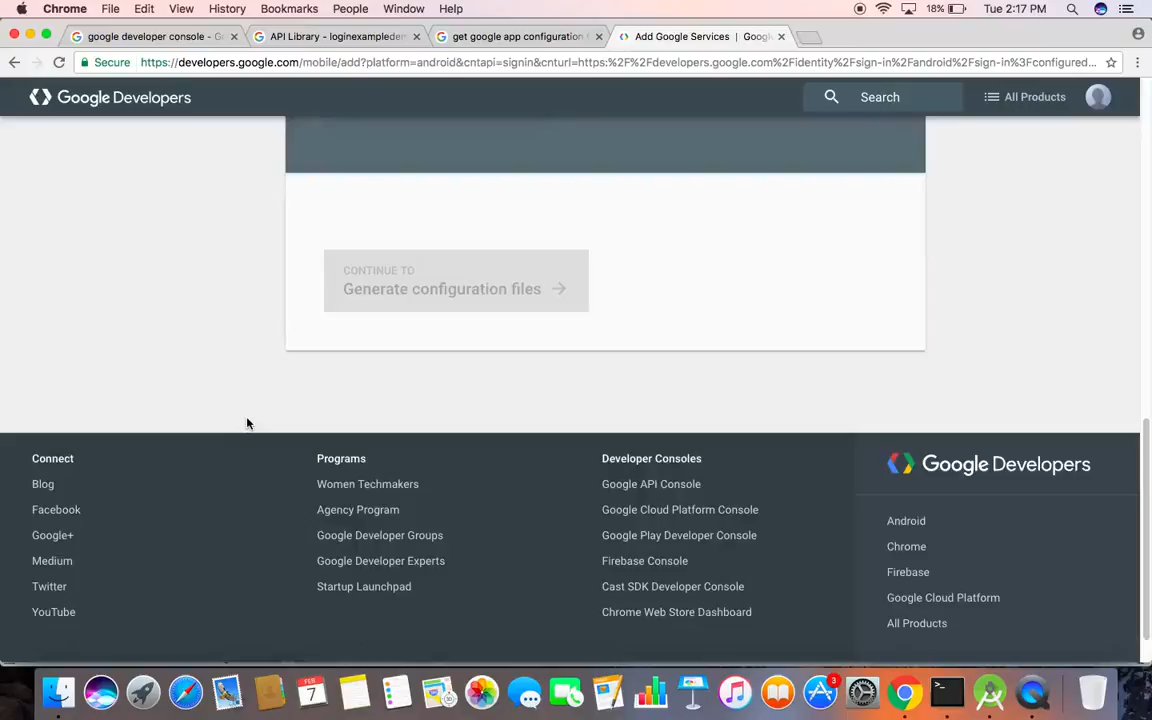 Chrome File Edit View History Bookmarks People Window Help 18% Tue 2:17 PM
google developer console - G API Library - loginexamplede get google app configuration f Add Google Services | Googl
Secure https://developers.google.com/mobile/add?platform=android&cntapi=signin&cnturl=https:%2F%2Fdevelopers.google.com%2Fidentity%2Fsign-in%2Fandroid%2Fsign-in%3Fconfigured...
Google Developers Search All Products
CONTINUE TO
Generate configuration files
Connect Programs Developer Consoles Google Developers
Blog Women Techmakers Google API Console
Facebook Agency Program Google Cloud Platform Console Android
Google+ Google Developer Groups Google Play Developer Console Chrome
Medium Google Developer Experts Firebase Console Firebase
Twitter Startup Launchpad Cast SDK Developer Console Google Cloud Platform
YouTube Chrome Web Store Dashboard All Products
7
3